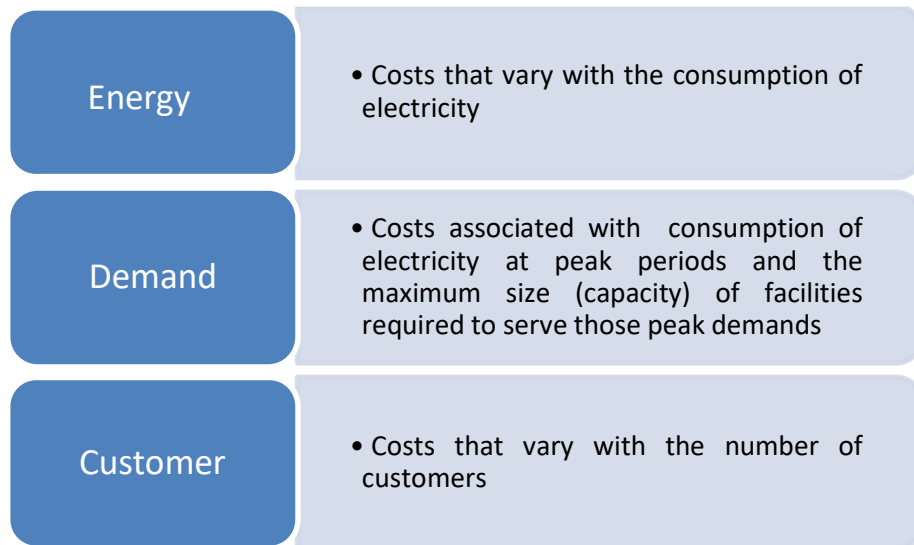 Energy
• Costs that vary with the consumption of
electricity
Demand
• Costs associated with consumption of
electricity at peak periods and the
maximum size (capacity) of facilities
required to serve those peak demands
Customer
• Costs that vary with the number of
customers